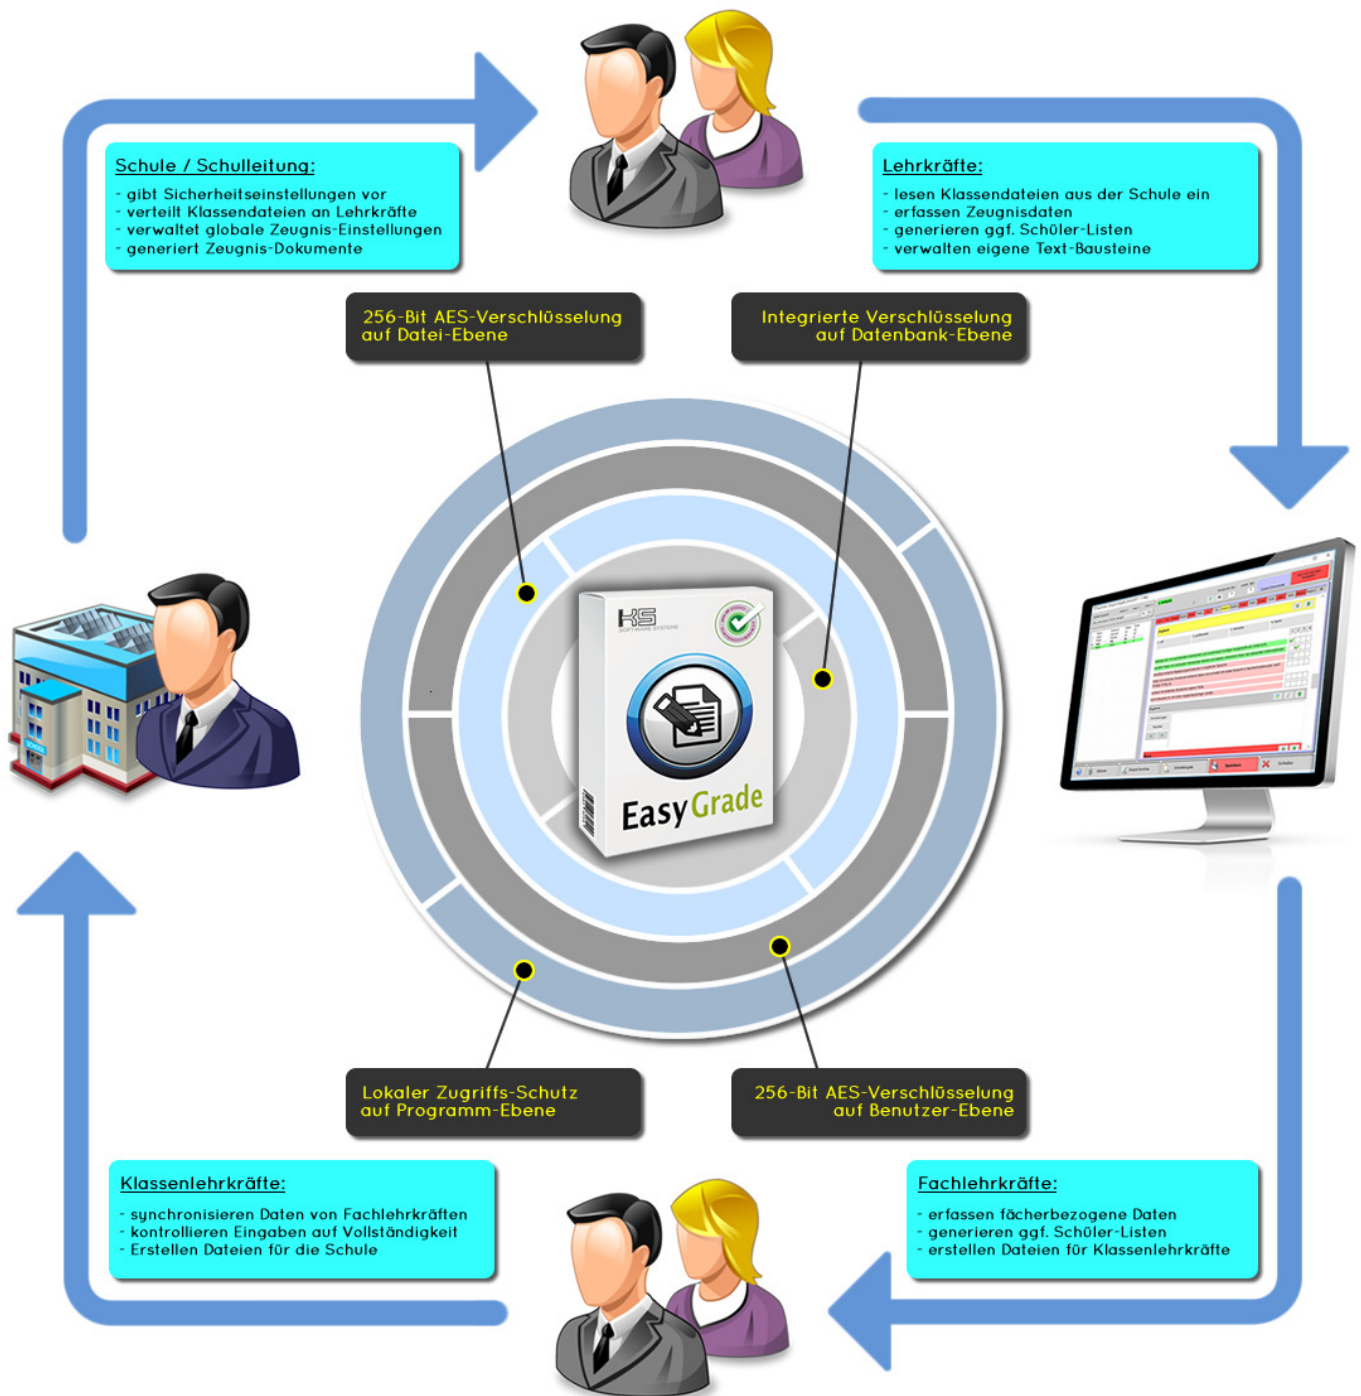 Schule / Schulleitung:
- gibt Sicherheitseinstellungen vor
- verteilt Klassendateien an Lehrkräfte
- verwaltet globale Zeugnis-Einstellungen
- generiert Zeugnis-Dokumente
Lehrkräfte:
- lesen Klassendateien aus der Schule ein
- erfassen Zeugnisdaten
- generieren ggf. Schüler-Listen
- verwalten eigene Text-Bausteine
256-Bit AES-Verschlüsselung
auf Datei-Ebene
Integrierte Verschlüsselung
auf Datenbank-Ebene
KS
SOFTWARE SYSTEME
EasyGrade
SCHOOL
Lokaler Zugriffs-Schutz
auf Programm-Ebene
256-Bit AES-Verschlüsselung
auf Benutzer-Ebene
Klassenlehrkräfte:
- synchronisieren Daten von Fachlehrkräften
- kontrollieren Eingaben auf Vollständigkeit
- Erstellen Dateien für die Schule
Fachlehrkräfte:
- erfassen fächerbezogene Daten
- generieren ggf. Schüler-Listen
- erstellen Dateien für Klassenlehrkräfte